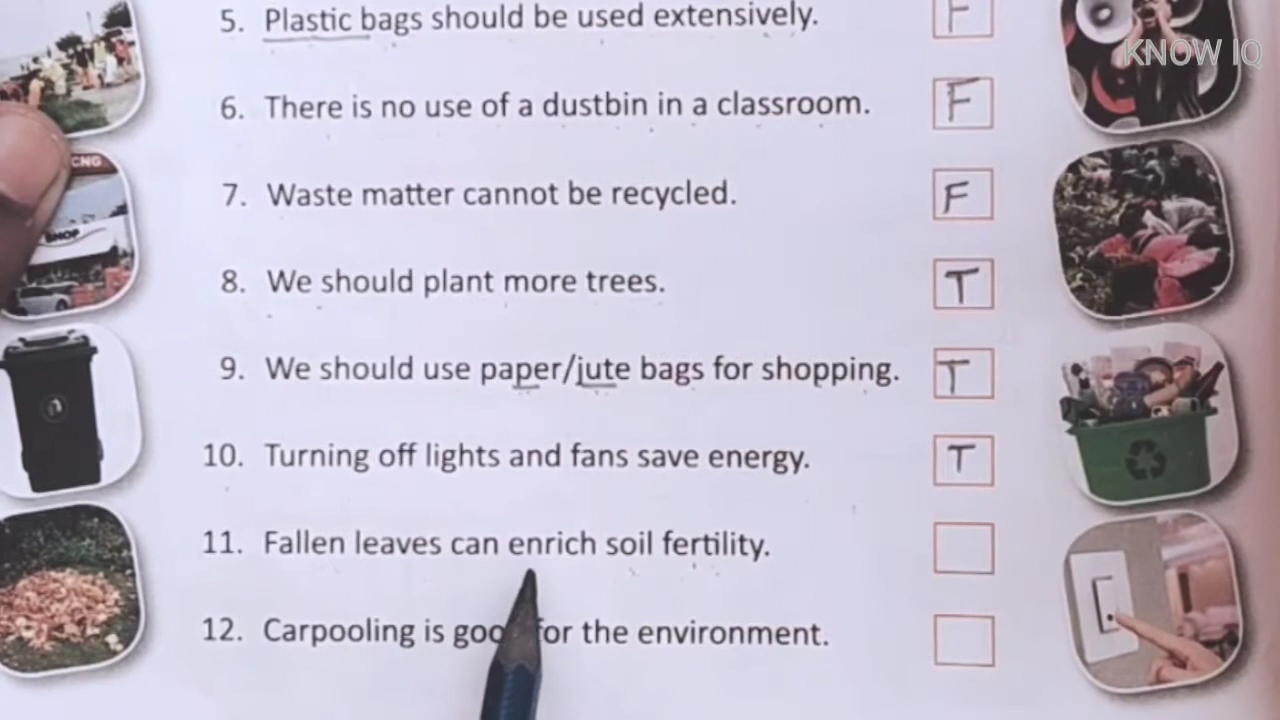 5. Plastic bags should be used extensively. F
KNOW IQ
6. There is no use of a dustbin in a classroom. F
CNG
7. Waste matter cannot be recycled. F
SHOP
8. We should plant more trees. T
9. We should use paper/jute bags for shopping. T
10. Turning off lights and fans save energy. T
11. Fallen leaves can enrich soil fertility.
12. Carpooling is goo for the environment.